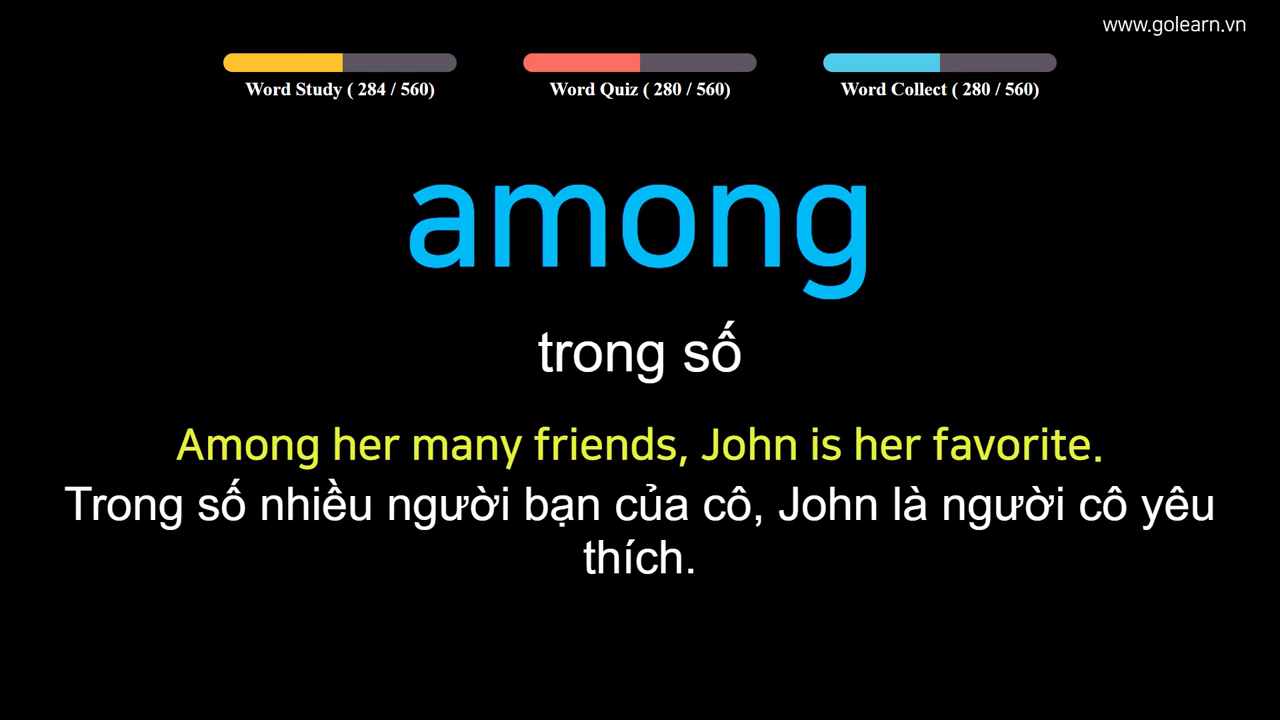 www.golearn.vn
Word Study ( 284 / 560)
Word Quiz ( 280 / 560)
Word Collect ( 280 / 560)
among
trong số
Among her many friends, John is her favorite.
Trong số nhiều người bạn của cô, John là người cô yêu
thích.